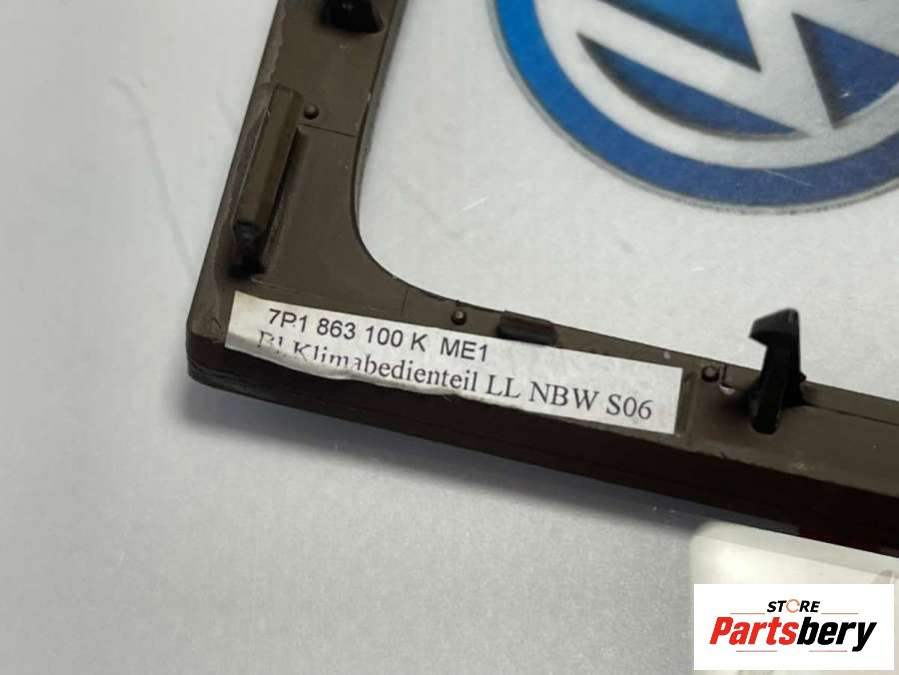 7P1 863 100 K ME1
Bl.Klimabedienteil LL NBW S06
STORE
Partsbery